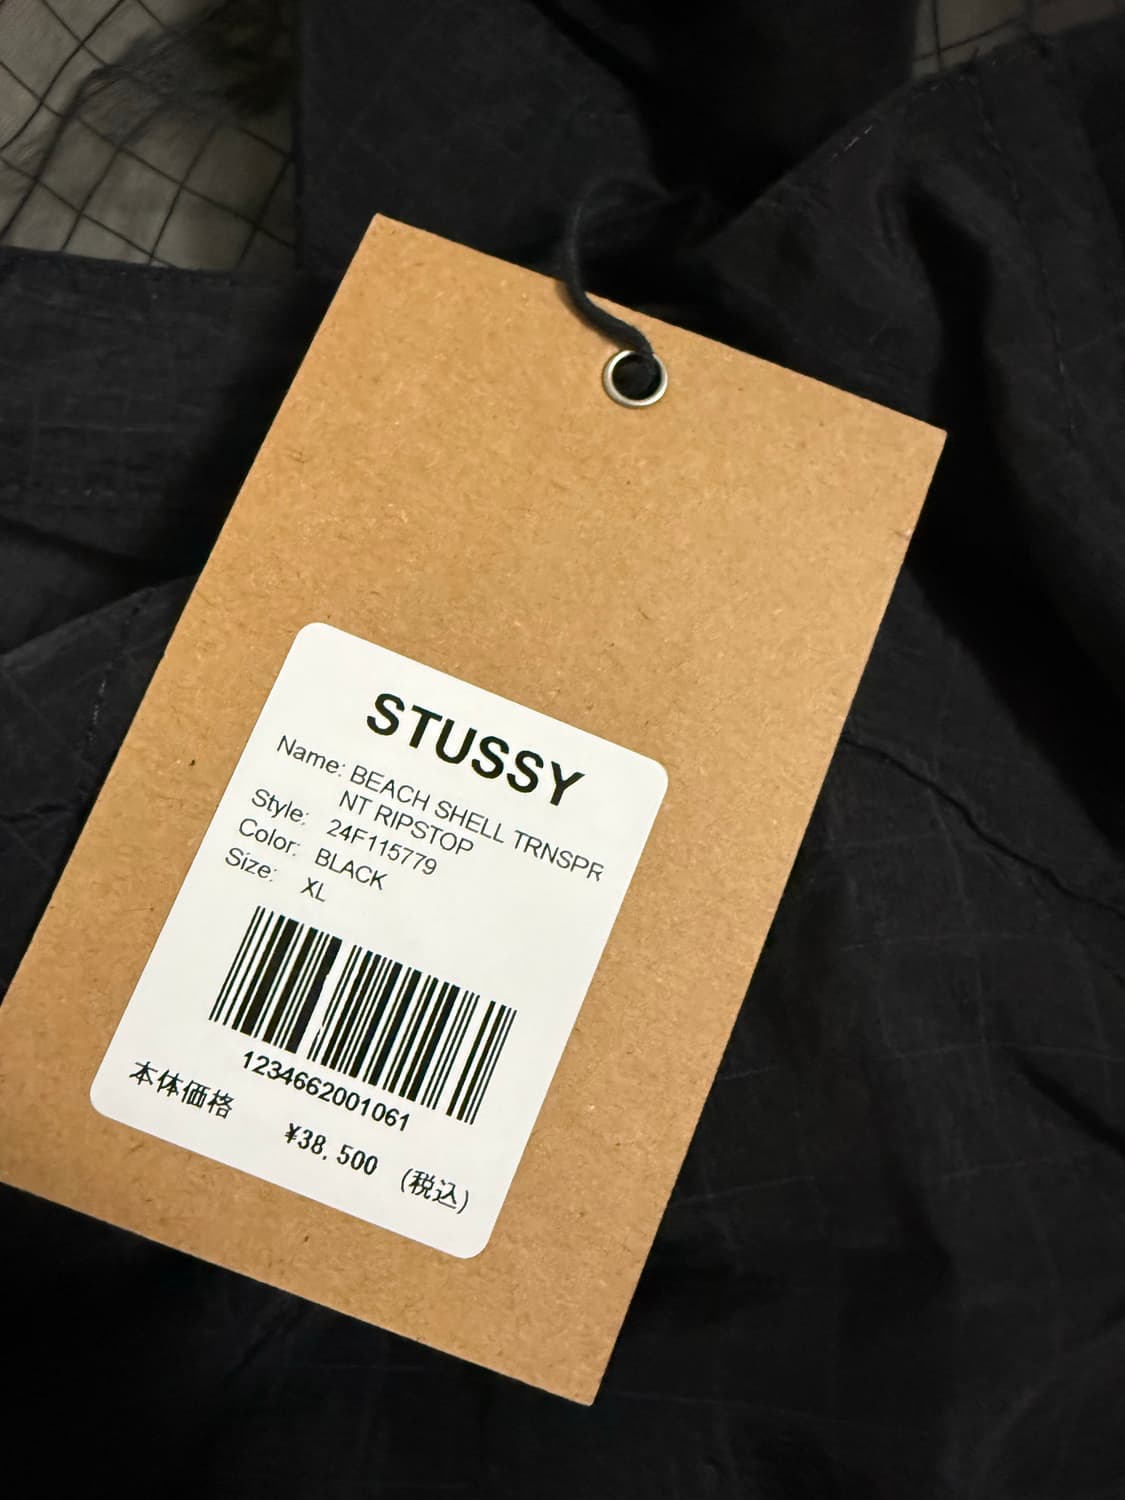 STUSSY
Name: BEACH SHELL TRNSPR
NT RIPSTOP
Style: 24F115779
Color: BLACK
Size: XL
1234662001061
本体価格 ¥38,500 (税込)